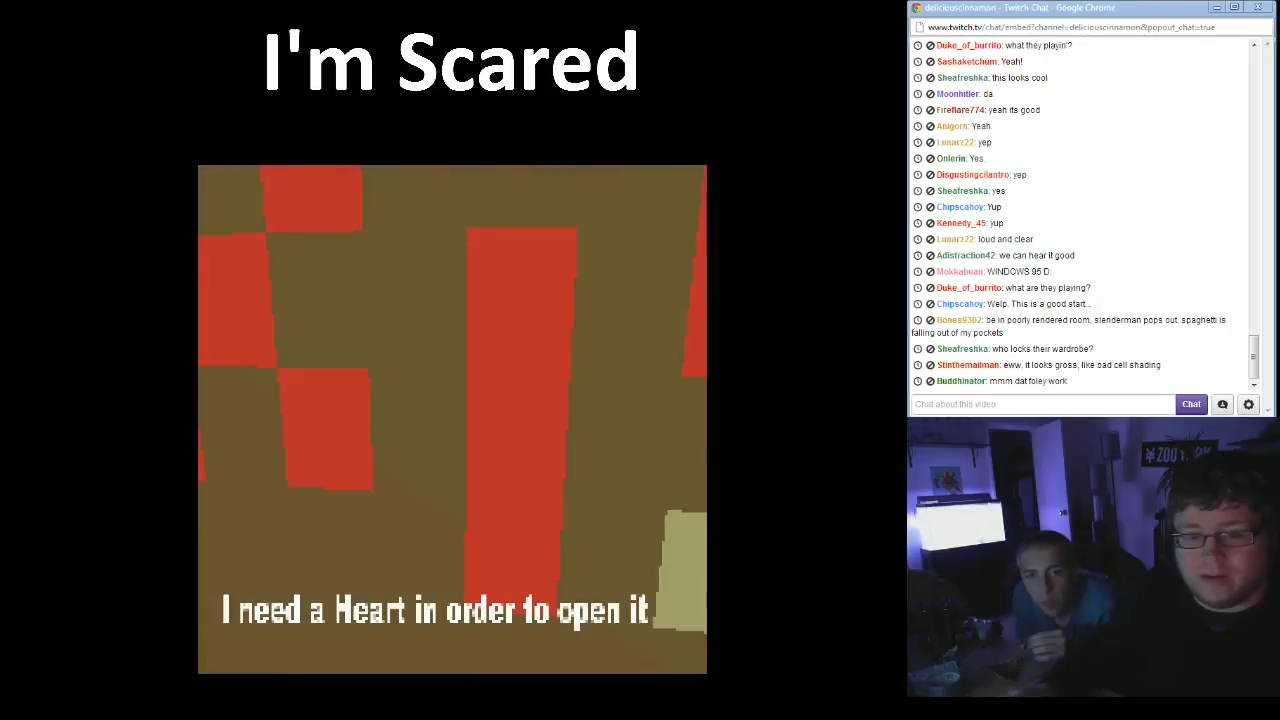 I'm Scared
I need a Heart in order to open it
deliciouscinnamon - Twitch Chat - Google Chrome
www.twitch.tv/chat/embed?channel=deliciouscinnamon&popout_chat=true
Duke_of_burrito: what they playin'?
Sashaketchum: Yeah!
Sheafreshka: this looks cool
Moonhitler: da
Fireflare774: yeah its good
Anigorn: Yeah.
Lunarz22: yep
Onlerin: Yes.
Disgustingcilantro: yep
Sheafreshka: yes
Chipscahoy: Yup
Kennedy_45: yup
Lunarz22: loud and clear
Adistraction42: we can hear it good
Mokkabean: WINDOWS 95 D:
Duke_of_burrito: what are they playing?
Chipscahoy: Welp. This is a good start...
Bones9302: be in poorly rendered room, slenderman pops out, spaghetti is
falling out of my pockets
Sheafreshka: who locks their wardrobe?
Stinthemailman: eww, it looks gross, like bad cell shading
Buddhinator: mmm dat foley work
Chat about this video
Chat
ZOO YORK